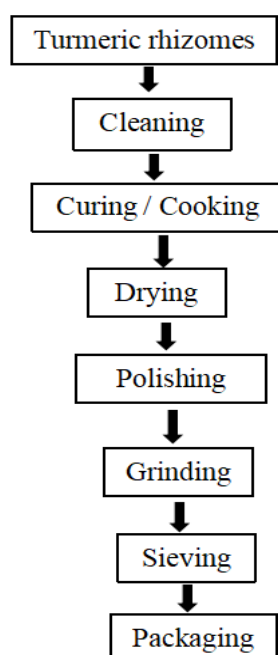 Turmeric rhizomes
Cleaning
Curing / Cooking
Drying
Polishing
Grinding
Sieving
Packaging